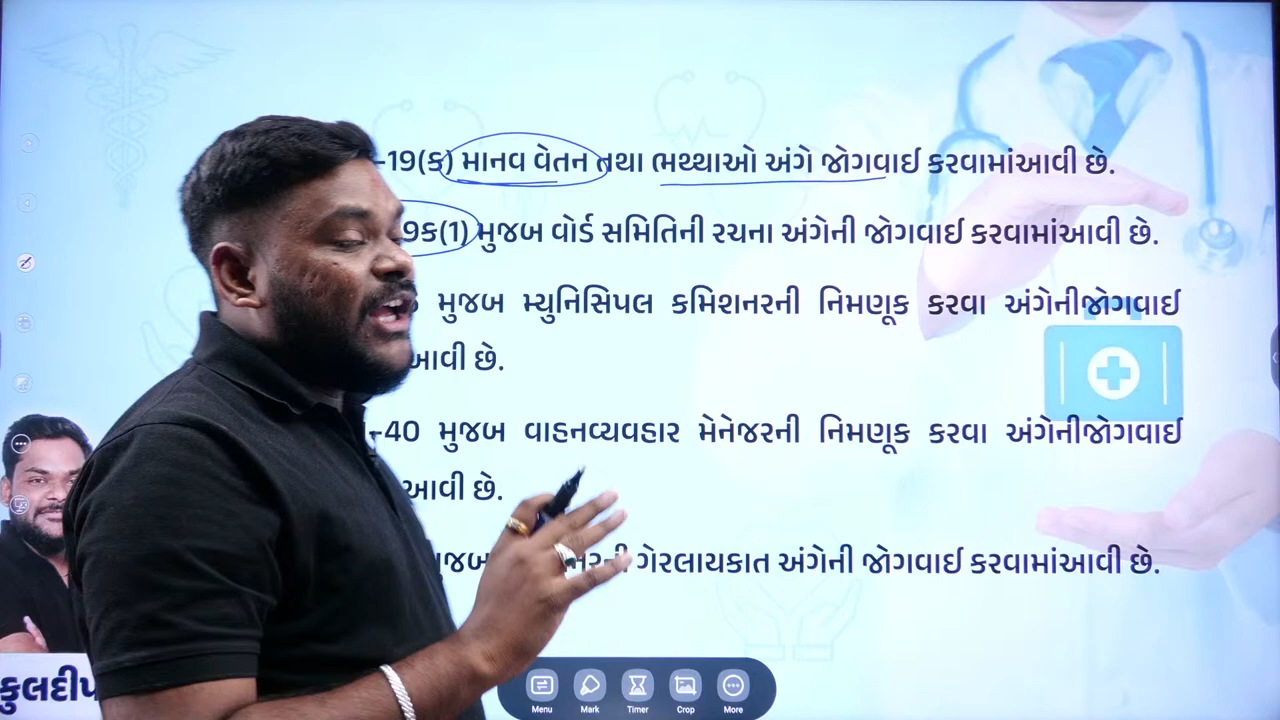 -19(ક) માનવ વેતન તથા ભથ્થાઓ અંગે જોગવાઈ કરવામાંઆવી છે.
9ક(1) મુજબ વોર્ડ સમિતિની રચના અંગેની જોગવાઈ કરવામાંઆવી છે.
મુજબ મ્યુનિસિપલ કમિશનરની નિમણૂક કરવા અંગેનીજોગવાઈ
આવી છે.
-40 મુજબ વાહનવ્યવહાર મેનેજરની નિમણૂક કરવા અંગેનીજોગવાઈ
આવી છે.
ગેરલાયકાત અંગેની જોગવાઈ કરવામાંઆવી છે.
કુલદીપ
Menu Mark Timer Crop More